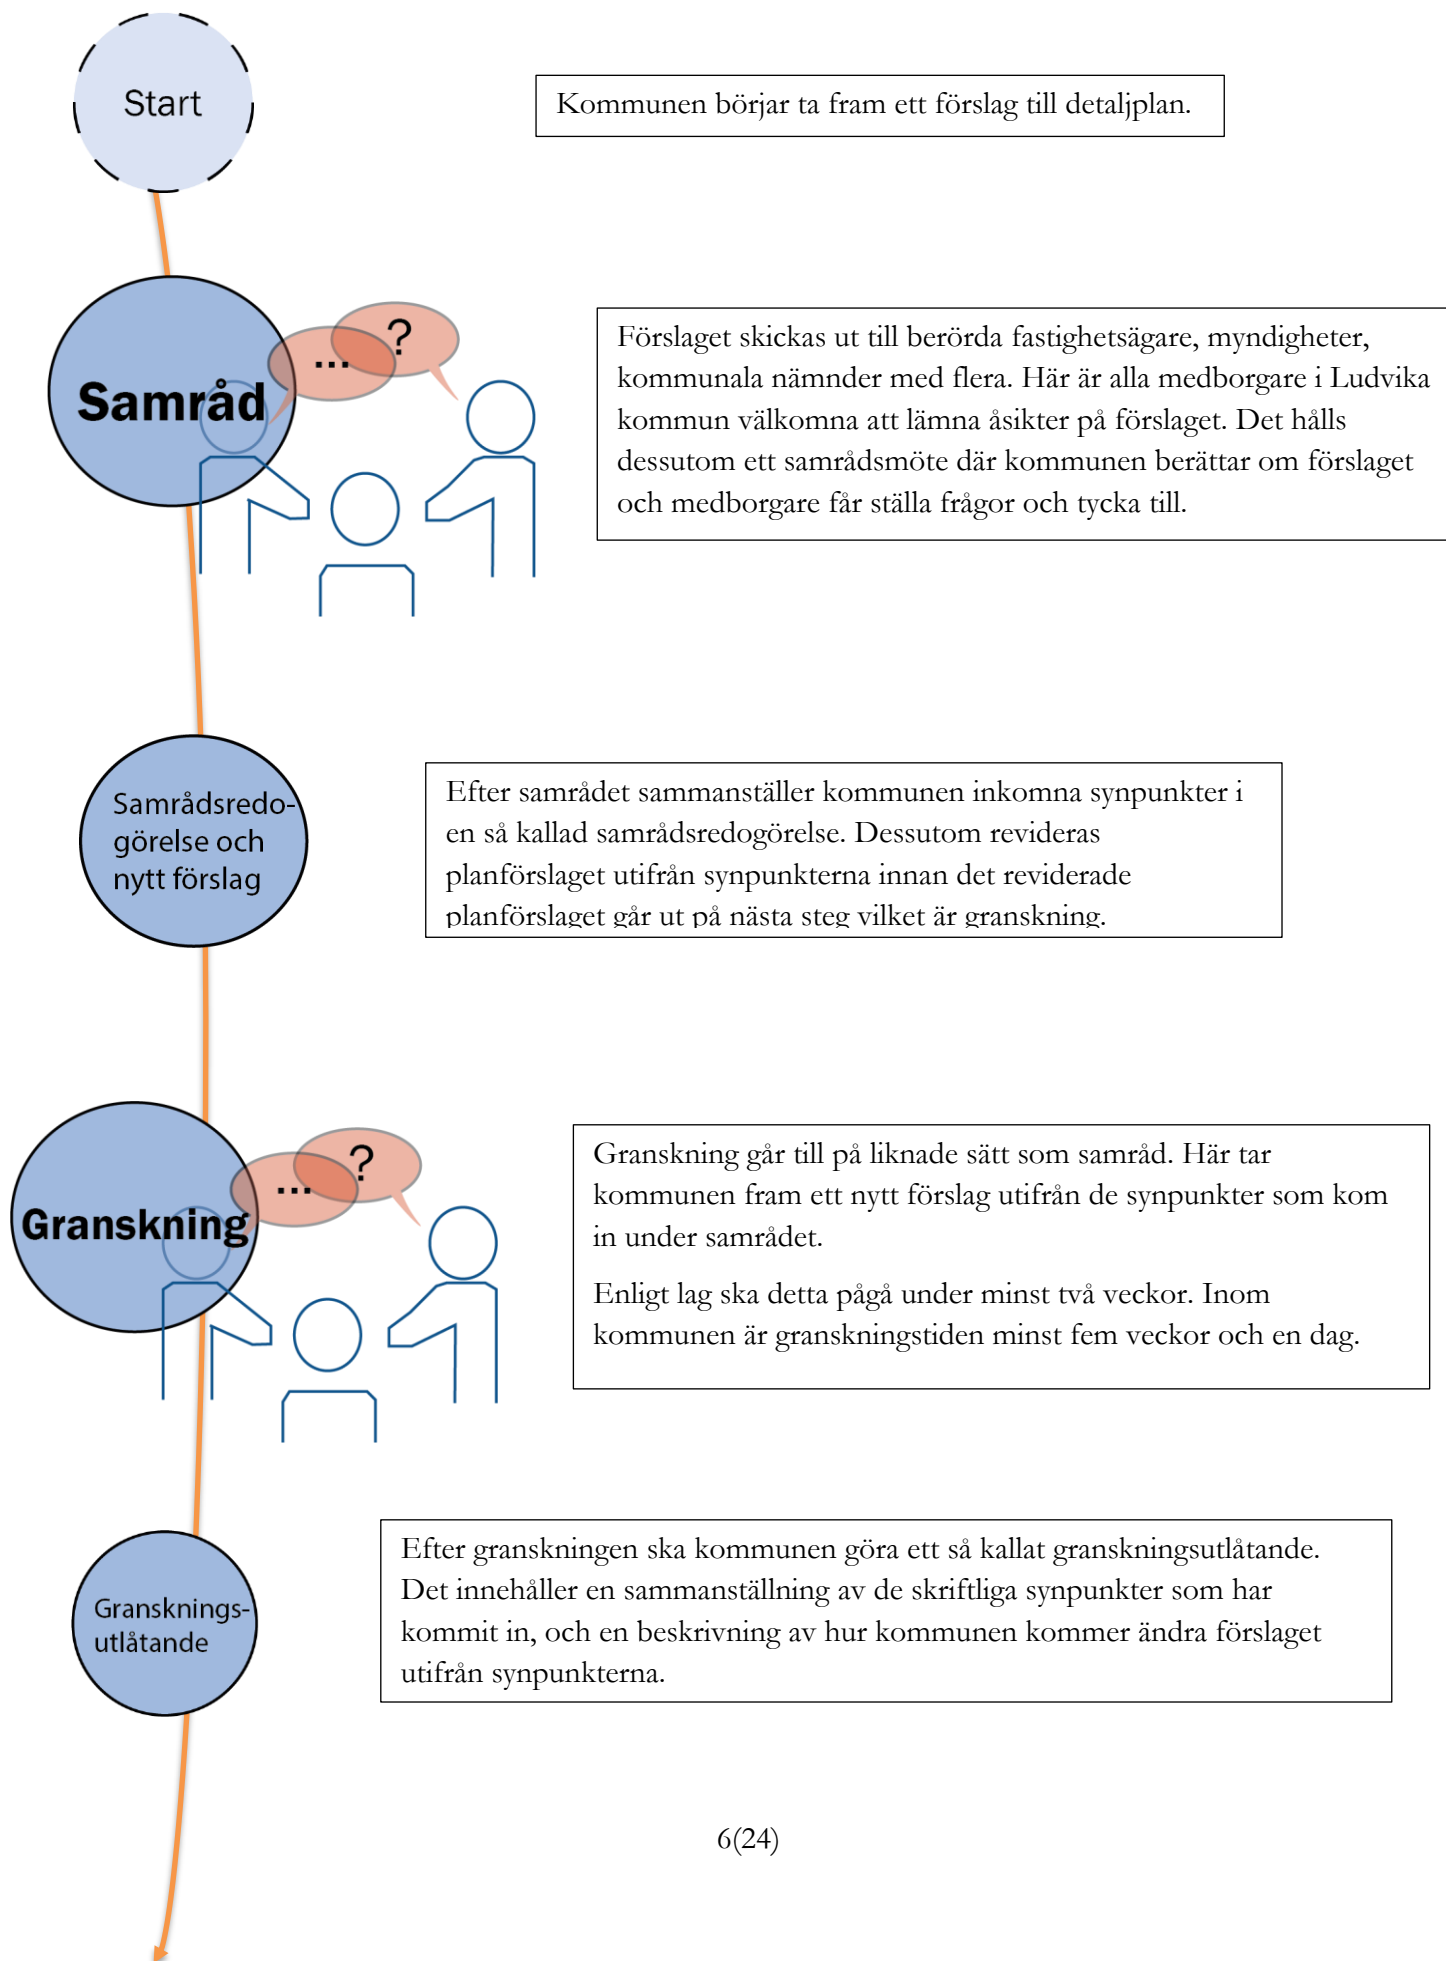 Start
Kommunen börjar ta fram ett förslag till detaljplan.
Samråd
...
?
Förslaget skickas ut till berörda fastighetsägare, myndigheter,
kommunala nämnder med flera. Här är alla medborgare i Ludvika
kommun välkomna att lämna åsikter på förslaget. Det hålls
dessutom ett samrådsmöte där kommunen berättar om förslaget
och medborgare får ställa frågor och tycka till.
Samrådsredo-
görelse och
nytt förslag
Efter samrådet sammanställer kommunen inkomna synpunkter i
en så kallad samrådsredogörelse. Dessutom revideras
planförslaget utifrån synpunkterna innan det reviderade
planförslaget går ut på nästa steg vilket är granskning.
Granskning
...
?
Granskning går till på liknade sätt som samråd. Här tar
kommunen fram ett nytt förslag utifrån de synpunkter som kom
in under samrådet.
Enligt lag ska detta pågå under minst två veckor. Inom
kommunen är granskningstiden minst fem veckor och en dag.
Gransknings-
utlåtande
Efter granskningen ska kommunen göra ett så kallat granskningsutlåtande.
Det innehåller en sammanställning av de skriftliga synpunkter som har
kommit in, och en beskrivning av hur kommunen kommer ändra förslaget
utifrån synpunkterna.
6(24)